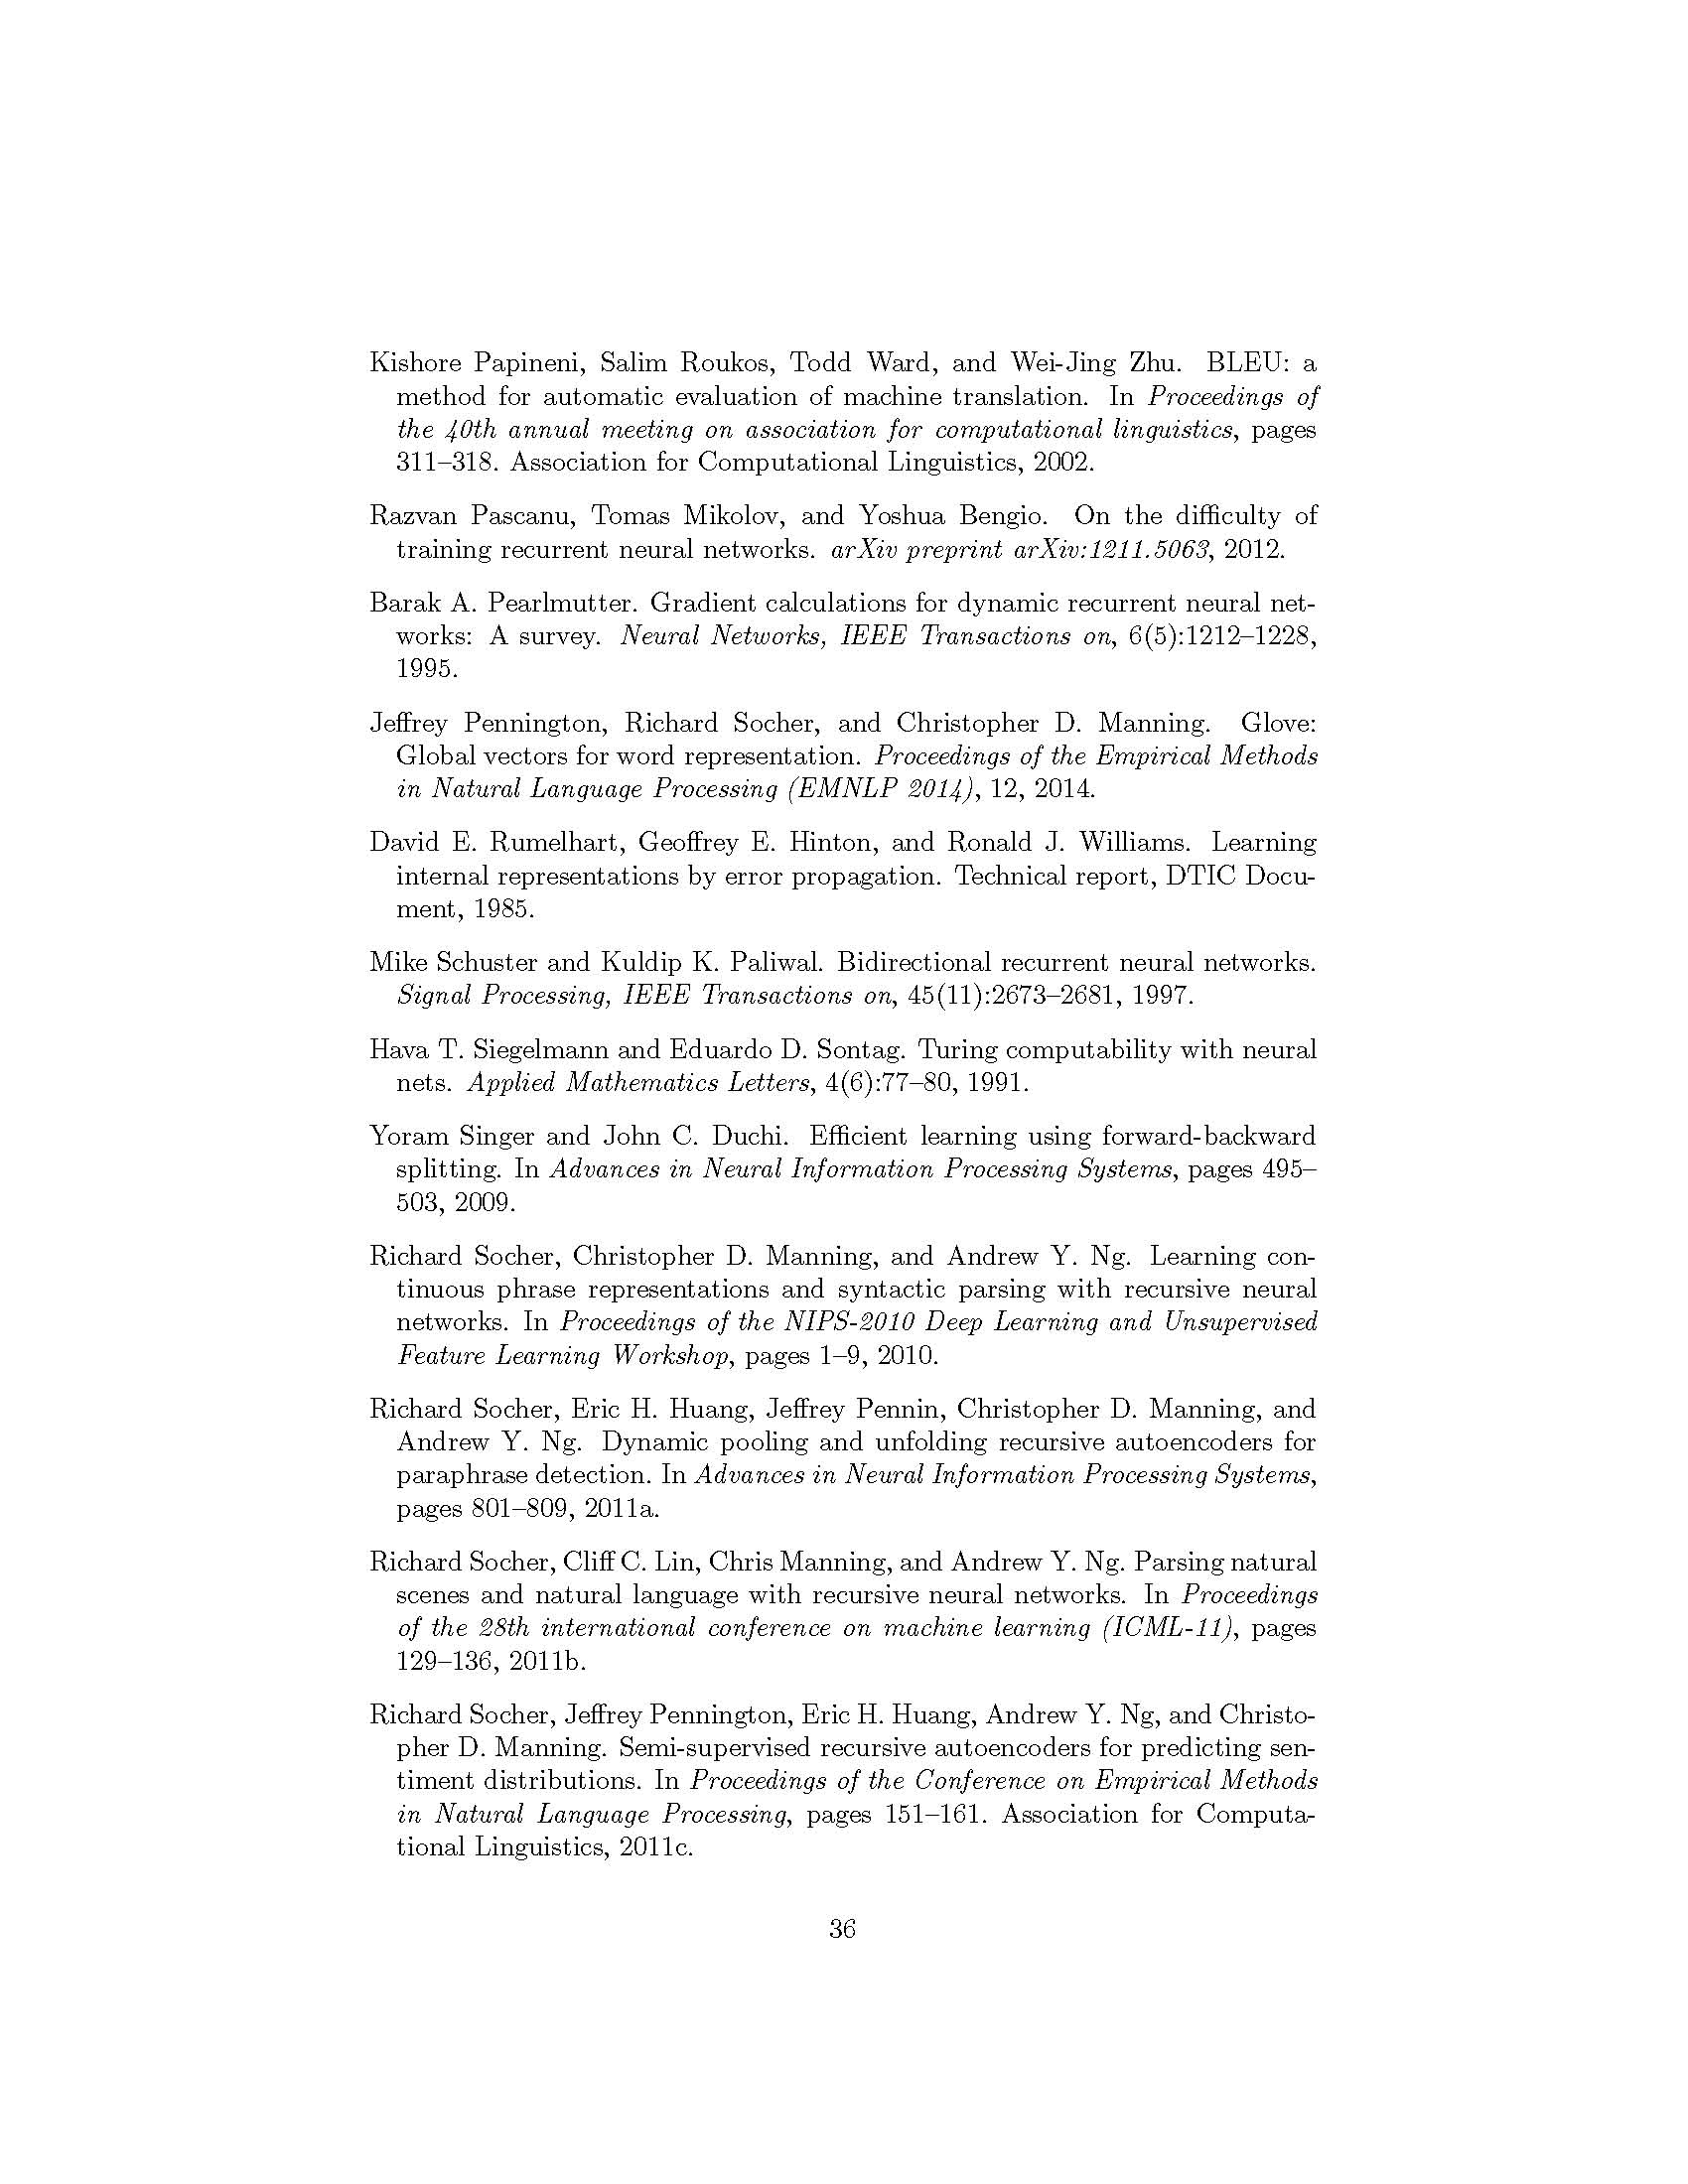 Kishore Papineni, Salim Roukos, Todd Ward, and Wei-Jing Zhu. BLEU: a
method for automatic evaluation of machine translation. In Proceedings of
the 40th annual meeting on association for computational linguistics, pages
311–318. Association for Computational Linguistics, 2002.
Razvan Pascanu, Tomas Mikolov, and Yoshua Bengio. On the difficulty of
training recurrent neural networks. arXiv preprint arXiv:1211.5063, 2012.
Barak A. Pearlmutter. Gradient calculations for dynamic recurrent neural net-
works: A survey. Neural Networks, IEEE Transactions on, 6(5):1212–1228,
1995.
Jeffrey Pennington, Richard Socher, and Christopher D. Manning. Glove:
Global vectors for word representation. Proceedings of the Empirical Methods
in Natural Language Processing (EMNLP 2014), 12, 2014.
David E. Rumelhart, Geoffrey E. Hinton, and Ronald J. Williams. Learning
internal representations by error propagation. Technical report, DTIC Docu-
ment, 1985.
Mike Schuster and Kuldip K. Paliwal. Bidirectional recurrent neural networks.
Signal Processing, IEEE Transactions on, 45(11):2673–2681, 1997.
Hava T. Siegelmann and Eduardo D. Sontag. Turing computability with neural
nets. Applied Mathematics Letters, 4(6):77–80, 1991.
Yoram Singer and John C. Duchi. Efficient learning using forward-backward
splitting. In Advances in Neural Information Processing Systems, pages 495–
503, 2009.
Richard Socher, Christopher D. Manning, and Andrew Y. Ng. Learning con-
tinuous phrase representations and syntactic parsing with recursive neural
networks. In Proceedings of the NIPS-2010 Deep Learning and Unsupervised
Feature Learning Workshop, pages 1–9, 2010.
Richard Socher, Eric H. Huang, Jeffrey Pennin, Christopher D. Manning, and
Andrew Y. Ng. Dynamic pooling and unfolding recursive autoencoders for
paraphrase detection. In Advances in Neural Information Processing Systems,
pages 801–809, 2011a.
Richard Socher, Cliff C. Lin, Chris Manning, and Andrew Y. Ng. Parsing natural
scenes and natural language with recursive neural networks. In Proceedings
of the 28th international conference on machine learning (ICML-11), pages
129–136, 2011b.
Richard Socher, Jeffrey Pennington, Eric H. Huang, Andrew Y. Ng, and Christo-
pher D. Manning. Semi-supervised recursive autoencoders for predicting sen-
timent distributions. In Proceedings of the Conference on Empirical Methods
in Natural Language Processing, pages 151–161. Association for Computa-
tional Linguistics, 2011c.
36